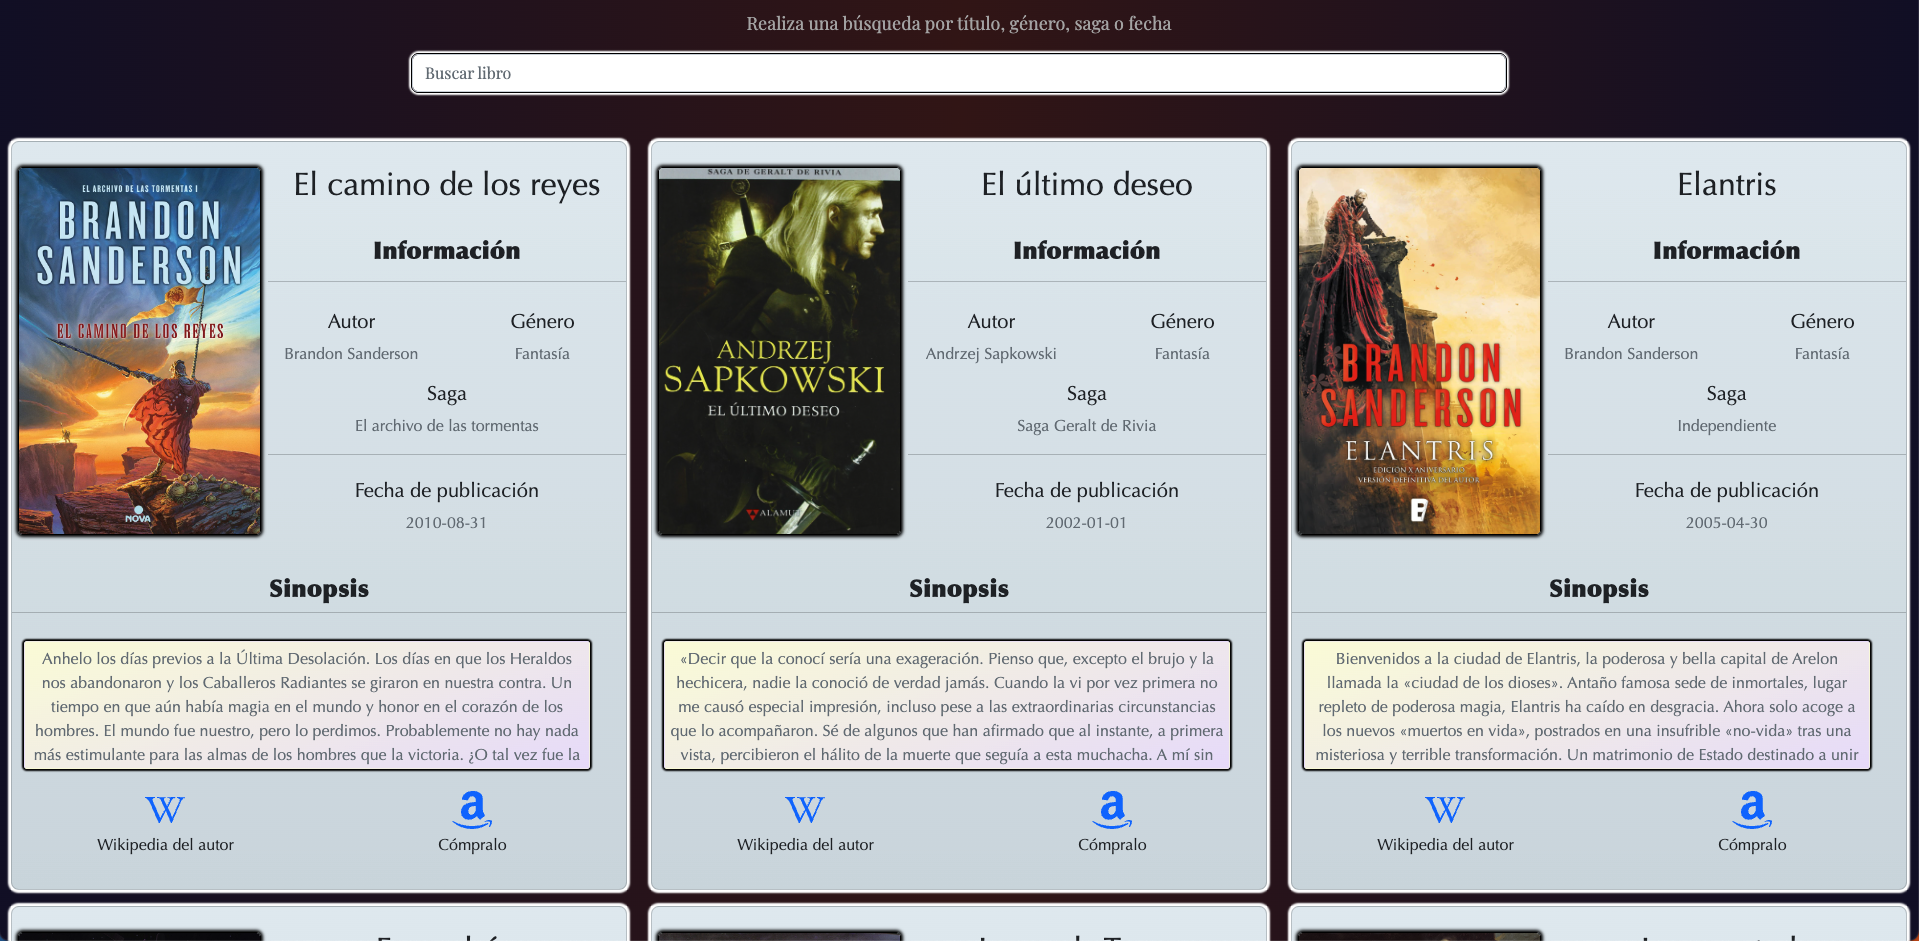 Realiza una búsqueda por título, género, saga o fecha
Buscar libro
EL ARCHIVO DE LAS TORMENTAS I
BRANDON
SANDERSON
EL CAMINO DE LOS REYES
NOVA
El camino de los reyes
Información
Autor
Género
Brandon Sanderson
Fantasía
Saga
El archivo de las tormentas
Fecha de publicación
2010-08-31
Sinopsis
Anhelo los días previos a la Última Desolación. Los días en que los Heraldos
nos abandonaron y los Caballeros Radiantes se giraron en nuestra contra. Un
tiempo en que aún había magia en el mundo y honor en el corazón de los
hombres. El mundo fue nuestro, pero lo perdimos. Probablemente no hay nada
más estimulante para las almas de los hombres que la victoria. ¿O tal vez fue la
W
Wikipedia del autor
a
Cómpralo
SAGA DE GERALT DE RIVIA
ANDRZEJ
SAPKOWSKI
EL ÚLTIMO DESEO
ALAMUT
El último deseo
Información
Autor
Género
Andrzej Sapkowski
Fantasía
Saga
Saga Geralt de Rivia
Fecha de publicación
2002-01-01
Sinopsis
«Decir que la conocí sería una exageración. Pienso que, excepto el brujo y la
hechicera, nadie la conoció de verdad jamás. Cuando la vi por vez primera no
me causó especial impresión, incluso pese a las extraordinarias circunstancias
que lo acompañaron. Sé de algunos que han afirmado que al instante, a primera
vista, percibieron el hálito de la muerte que seguía a esta muchacha. A mí sin
W
Wikipedia del autor
a
Cómpralo
BRANDON
SANDERSON
ELANTRIS
EDICIÓN X ANIVERSARIO
VERSIÓN DEFINITIVA DEL AUTOR
B
Elantris
Información
Autor
Género
Brandon Sanderson
Fantasía
Saga
Independiente
Fecha de publicación
2005-04-30
Sinopsis
Bienvenidos a la ciudad de Elantris, la poderosa y bella capital de Arelon
llamada la «ciudad de los dioses». Antaño famosa sede de inmortales, lugar
repleto de poderosa magia, Elantris ha caído en desgracia. Ahora solo acoge a
los nuevos «muertos en vida», postrados en una insufrible «no-vida» tras una
misteriosa y terrible transformación. Un matrimonio de Estado destinado a unir
W
Wikipedia del autor
a
Cómpralo